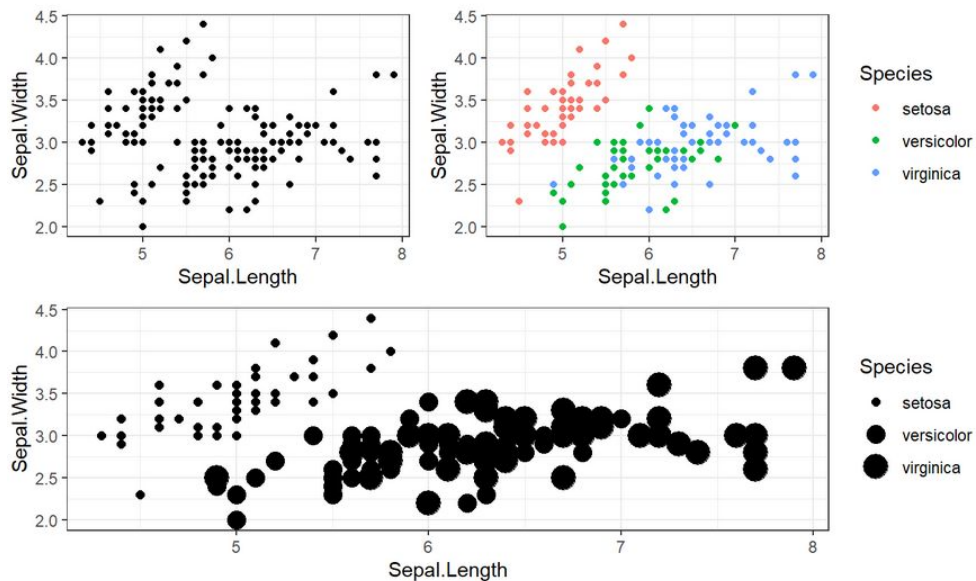 4.5
4.0
3.5
3.0
2.5
2.0
Sepal.Width
5 6 7 8
Sepal.Length
4.5
4.0
3.5
3.0
2.5
2.0
Sepal.Width
5 6 7 8
Sepal.Length
Species
setosa
versicolor
virginica
4.5
4.0
3.5
3.0
2.5
2.0
Sepal.Width
5 6 7 8
Sepal.Length
Species
setosa
versicolor
virginica